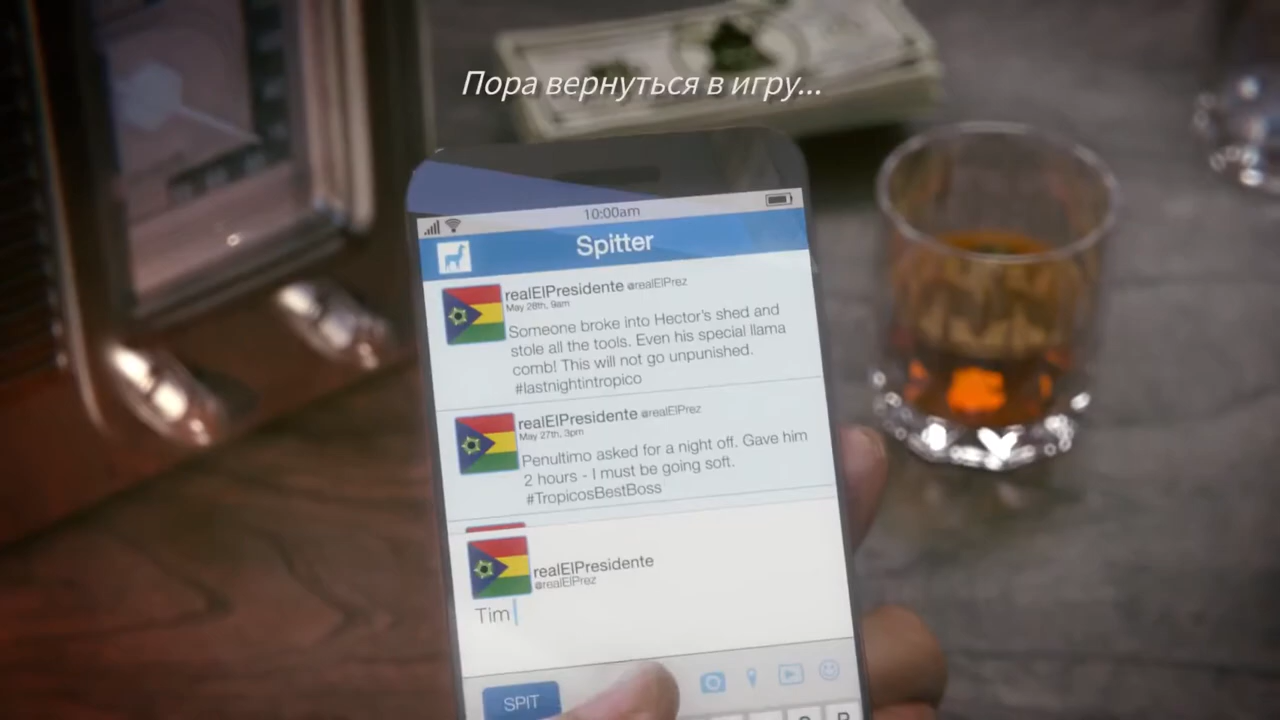 Пора вернуться в игру...
10:00am
Spitter
realElPresidente @realElPrez
May 28th, 9am
Someone broke into Hector's shed and
stole all the tools. Even his special llama
comb! This will not go unpunished.
#lastnightintropico
realElPresidente @realElPrez
May 27th, 3pm
Penultimo asked for a night off. Gave him
2 hours - I must be going soft.
#TropicosBestBoss
realElPresidente
@realElPrez
Tim
SPIT